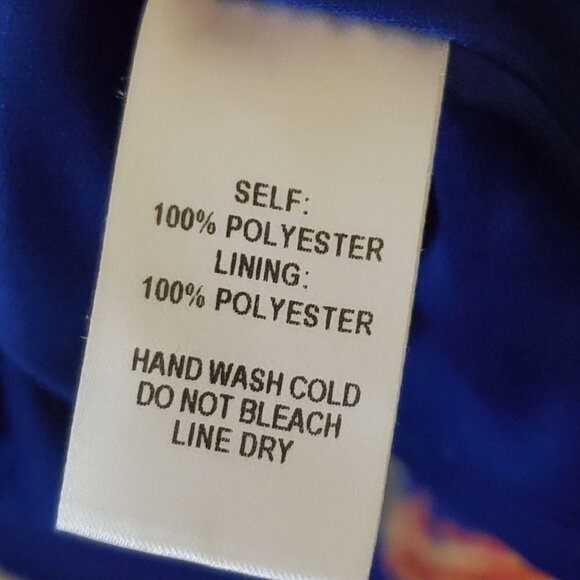 SELF:
100% POLYESTER
LINING:
100% POLYESTER
HAND WASH COLD
DO NOT BLEACH
LINE DRY